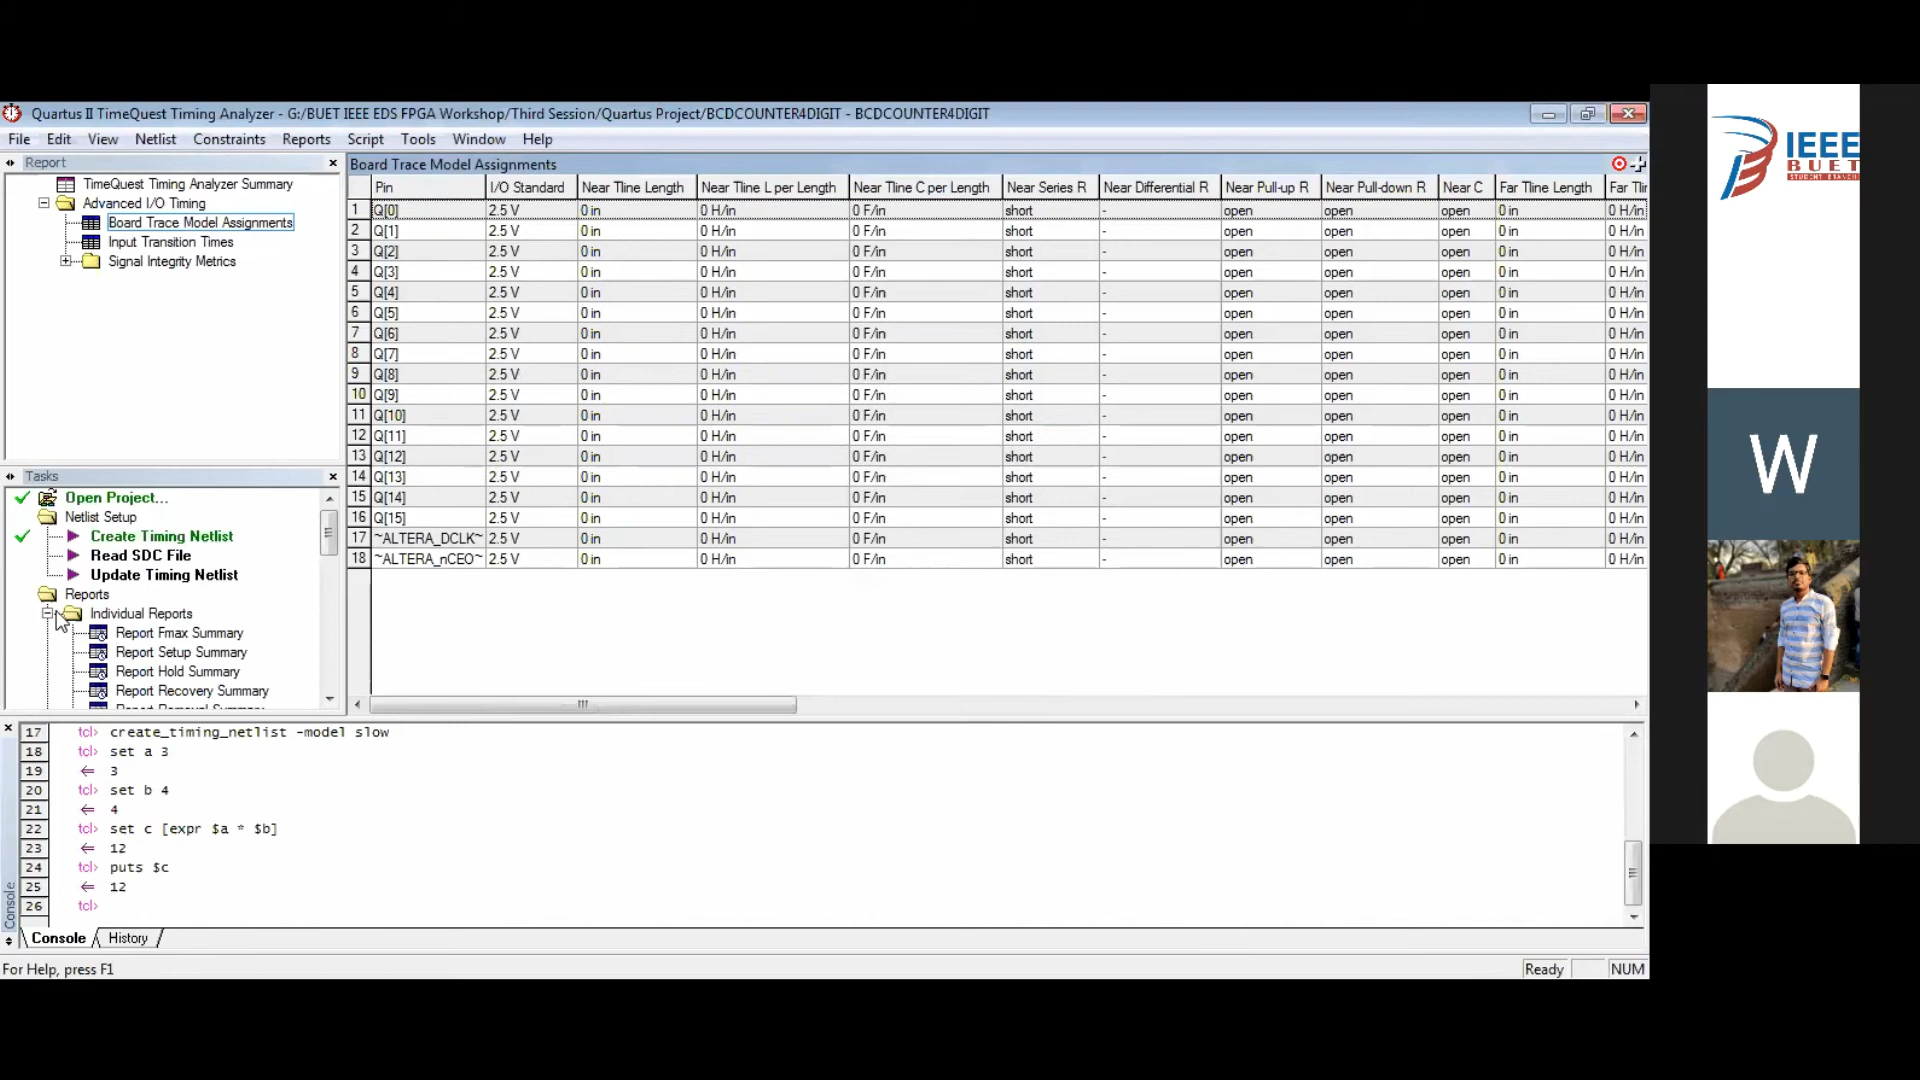 Quartus II TimeQuest Timing Analyzer - G:/BUET IEEE EDS FPGA Workshop/Third Session/Quartus Project/BCDCOUNTER4DIGIT - BCDCOUNTER4DIGIT
File Edit View Netlist Constraints Reports Script Tools Window Help
Report
TimeQuest Timing Analyzer Summary
Advanced I/O Timing
Board Trace Model Assignments
Input Transition Times
Signal Integrity Metrics
Tasks
Open Project...
Netlist Setup
Create Timing Netlist
Read SDC File
Update Timing Netlist
Reports
Individual Reports
Report Fmax Summary
Report Setup Summary
Report Hold Summary
Report Recovery Summary
Board Trace Model Assignments
Pin I/O Standard Near Tline Length Near Tline L per Length Near Tline C per Length Near Series R Near Differential R Near Pull-up R Near Pull-down R Near C Far Tline Length Far Tlin
1 Q[0] 2.5 V 0 in 0 H/in 0 F/in short - open open open 0 in 0 H/in
2 Q[1] 2.5 V 0 in 0 H/in 0 F/in short - open open open 0 in 0 H/in
3 Q[2] 2.5 V 0 in 0 H/in 0 F/in short - open open open 0 in 0 H/in
4 Q[3] 2.5 V 0 in 0 H/in 0 F/in short - open open open 0 in 0 H/in
5 Q[4] 2.5 V 0 in 0 H/in 0 F/in short - open open open 0 in 0 H/in
6 Q[5] 2.5 V 0 in 0 H/in 0 F/in short - open open open 0 in 0 H/in
7 Q[6] 2.5 V 0 in 0 H/in 0 F/in short - open open open 0 in 0 H/in
8 Q[7] 2.5 V 0 in 0 H/in 0 F/in short - open open open 0 in 0 H/in
9 Q[8] 2.5 V 0 in 0 H/in 0 F/in short - open open open 0 in 0 H/in
10 Q[9] 2.5 V 0 in 0 H/in 0 F/in short - open open open 0 in 0 H/in
11 Q[10] 2.5 V 0 in 0 H/in 0 F/in short - open open open 0 in 0 H/in
12 Q[11] 2.5 V 0 in 0 H/in 0 F/in short - open open open 0 in 0 H/in
13 Q[12] 2.5 V 0 in 0 H/in 0 F/in short - open open open 0 in 0 H/in
14 Q[13] 2.5 V 0 in 0 H/in 0 F/in short - open open open 0 in 0 H/in
15 Q[14] 2.5 V 0 in 0 H/in 0 F/in short - open open open 0 in 0 H/in
16 Q[15] 2.5 V 0 in 0 H/in 0 F/in short - open open open 0 in 0 H/in
17 ~ALTERA_DCLK~ 2.5 V 0 in 0 H/in 0 F/in short - open open open 0 in 0 H/in
18 ~ALTERA_nCEO~ 2.5 V 0 in 0 H/in 0 F/in short - open open open 0 in 0 H/in
17 tcl> create_timing_netlist -model slow
18 tcl> set a 3
19 ⇐ 3
20 tcl> set b 4
21 ⇐ 4
22 tcl> set c [expr $a * $b]
23 ⇐ 12
24 tcl> puts $c
25 ⇐ 12
26 tcl>
Console
Console History
For Help, press F1
Ready NUM
IEEE
BUET
STUDENT BRANCH
W